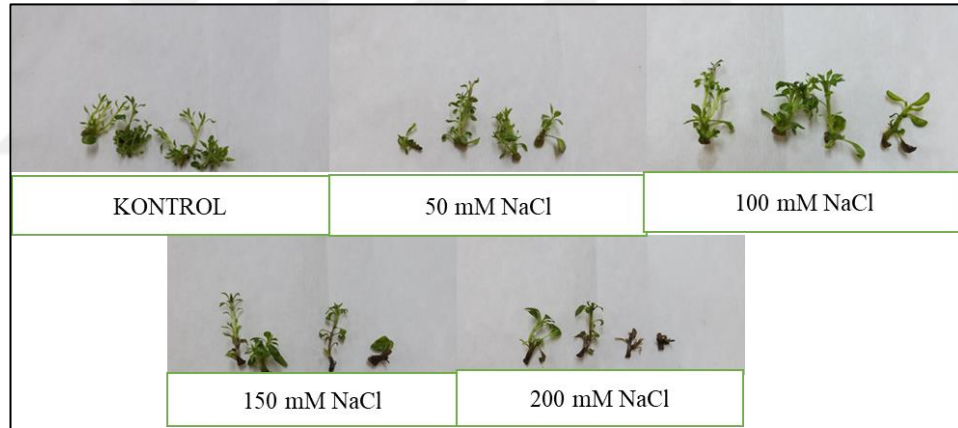 KONTROL
50 mM NaCl
100 mM NaCl
150 mM NaCl
200 mM NaCl